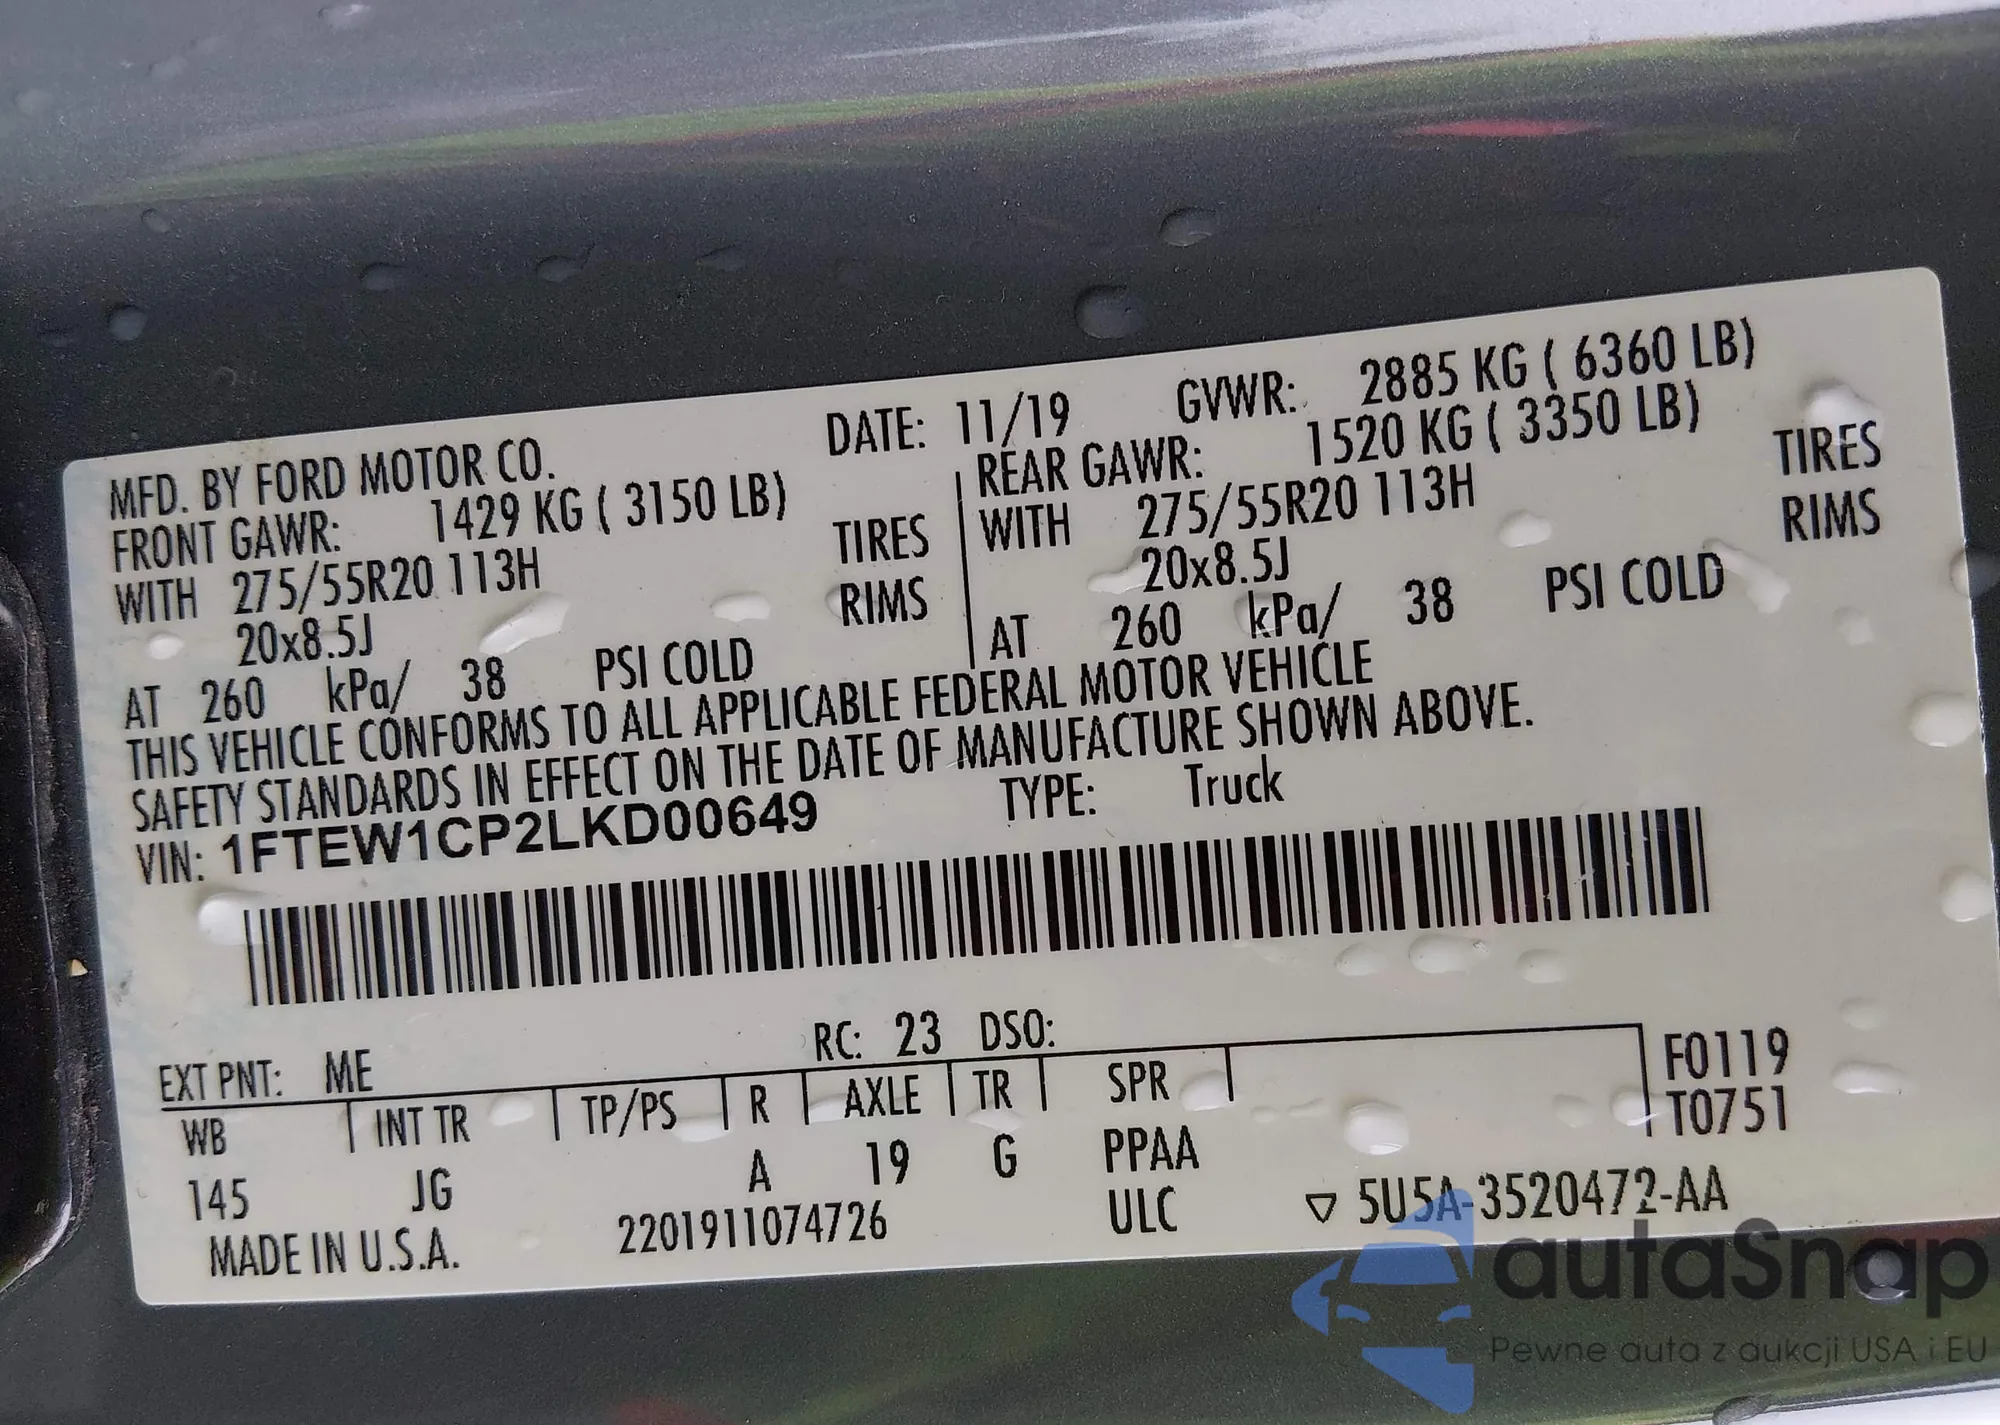 MFD. BY FORD MOTOR CO. DATE: 11/19 GVWR: 2885 KG ( 6360 LB)
FRONT GAWR: 1429 KG ( 3150 LB) REAR GAWR: 1520 KG ( 3350 LB)
WITH 275/55R20 113H TIRES WITH 275/55R20 113H TIRES
20x8.5J RIMS 20x8.5J RIMS
AT 260 kPa/ 38 PSI COLD AT 260 kPa/ 38 PSI COLD
THIS VEHICLE CONFORMS TO ALL APPLICABLE FEDERAL MOTOR VEHICLE
SAFETY STANDARDS IN EFFECT ON THE DATE OF MANUFACTURE SHOWN ABOVE.
VIN: 1FTEW1CP2LKD00649 TYPE: Truck
EXT PNT: ME RC: 23 DSO:
WB INT TR TP/PS R AXLE TR SPR F0119
T0751
145 JG A 19 G PPAA
MADE IN U.S.A. 2201911074726 ULC ▽ 5U5A-3520472-AA
autaSnap
Pewne auta z aukcji USA i EU